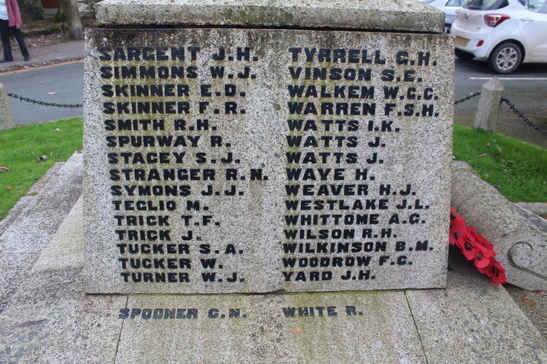 SARGENT J.H.
SIMMONS W.J.
SKINNER E.D.
SKINNER F.R.
SMITH R.H.
SPURWAY R.
STACEY S.J.
STRANGER R.N.
SYMONS J.J.
TEGLIO M.
TRICK T.F.
TRICK J.
TUCKER S.A.
TUCKER W.
TURNER W.J.
TYRRELL G.H.
VINSON S.E.
WALKEM W.G.C.
WARREN F.S.H.
WATTS I.K.
WATTS J.
WATTS J.
WAYE H.
WEAVER H.J.
WESTLAKE J.L.
WHITTOME A.G.
WILSON R.H.
WILKINSON B.M.
WOODROW F.G.
YARD J.H.
SPOONER C.N.
WHITE R.